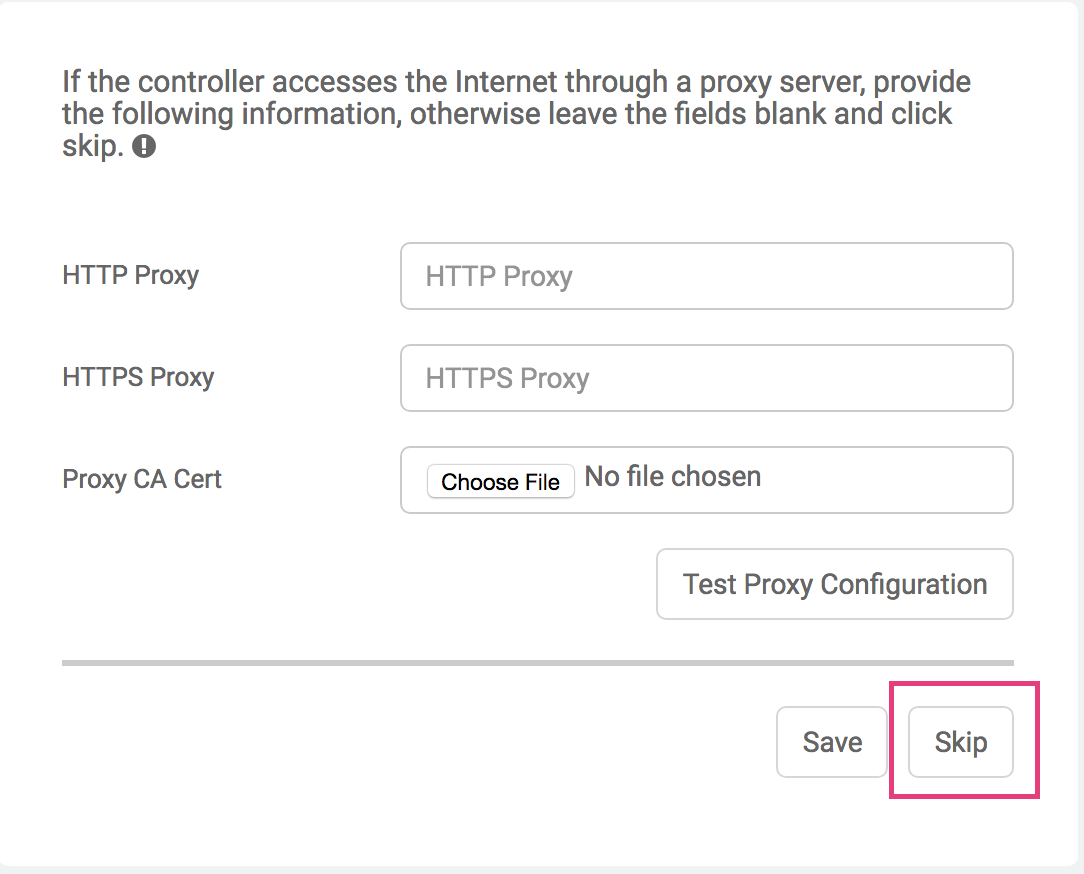 If the controller accesses the Internet through a proxy server, provide
the following information, otherwise leave the fields blank and click
skip.
HTTP Proxy
HTTP Proxy
HTTPS Proxy
HTTPS Proxy
Proxy CA Cert
Choose File No file chosen
Test Proxy Configuration
Save
Skip